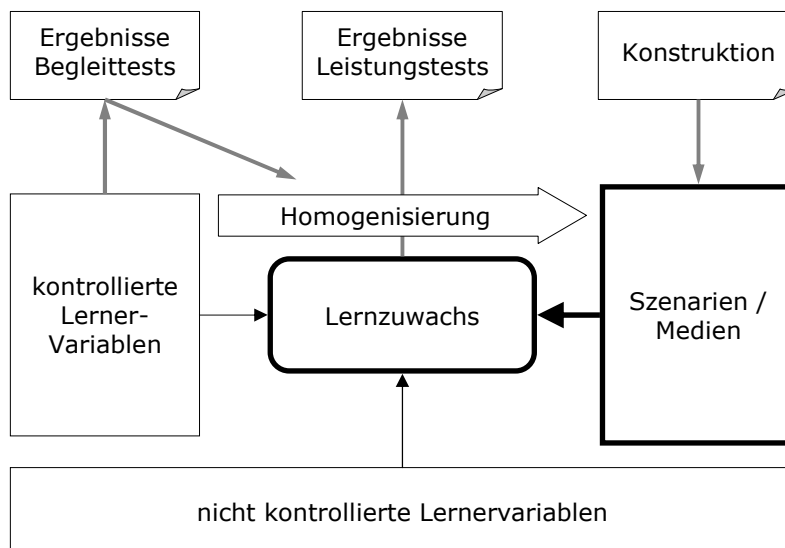 Ergebnisse
Begleittests
Ergebnisse
Leistungstests
Konstruktion
Homogenisierung
kontrollierte
Lerner-
Variablen
Lernzuwachs
Szenarien /
Medien
nicht kontrollierte Lernervariablen